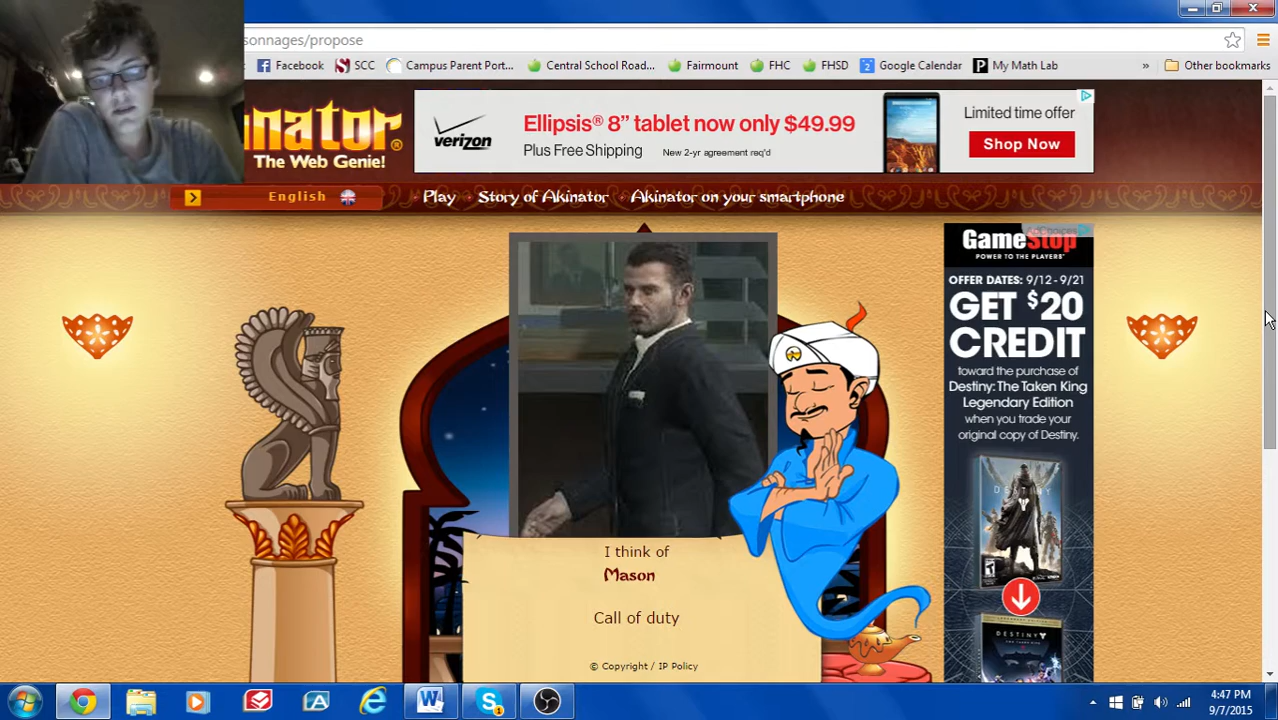 sonnages/propose
Facebook SCC Campus Parent Port... Central School Road... Fairmount FHC FHSD 2 Google Calendar P My Math Lab » Other bookmarks
inator®
The Web Genie!
verizon
Ellipsis® 8” tablet now only $49.99
Plus Free Shipping New 2-yr agreement req'd
Limited time offer
Shop Now
English
Play Story of Akinator Akinator on your smartphone
GameStop
POWER TO THE PLAYERS
OFFER DATES: 9/12 - 9/21
GET $20
CREDIT
toward the purchase of
Destiny: The Taken King
Legendary Edition
when you trade your
original copy of Destiny.
DESTINY
DESTINY
I think of
Mason
Call of duty
© Copyright / IP Policy
4:47 PM
9/7/2015